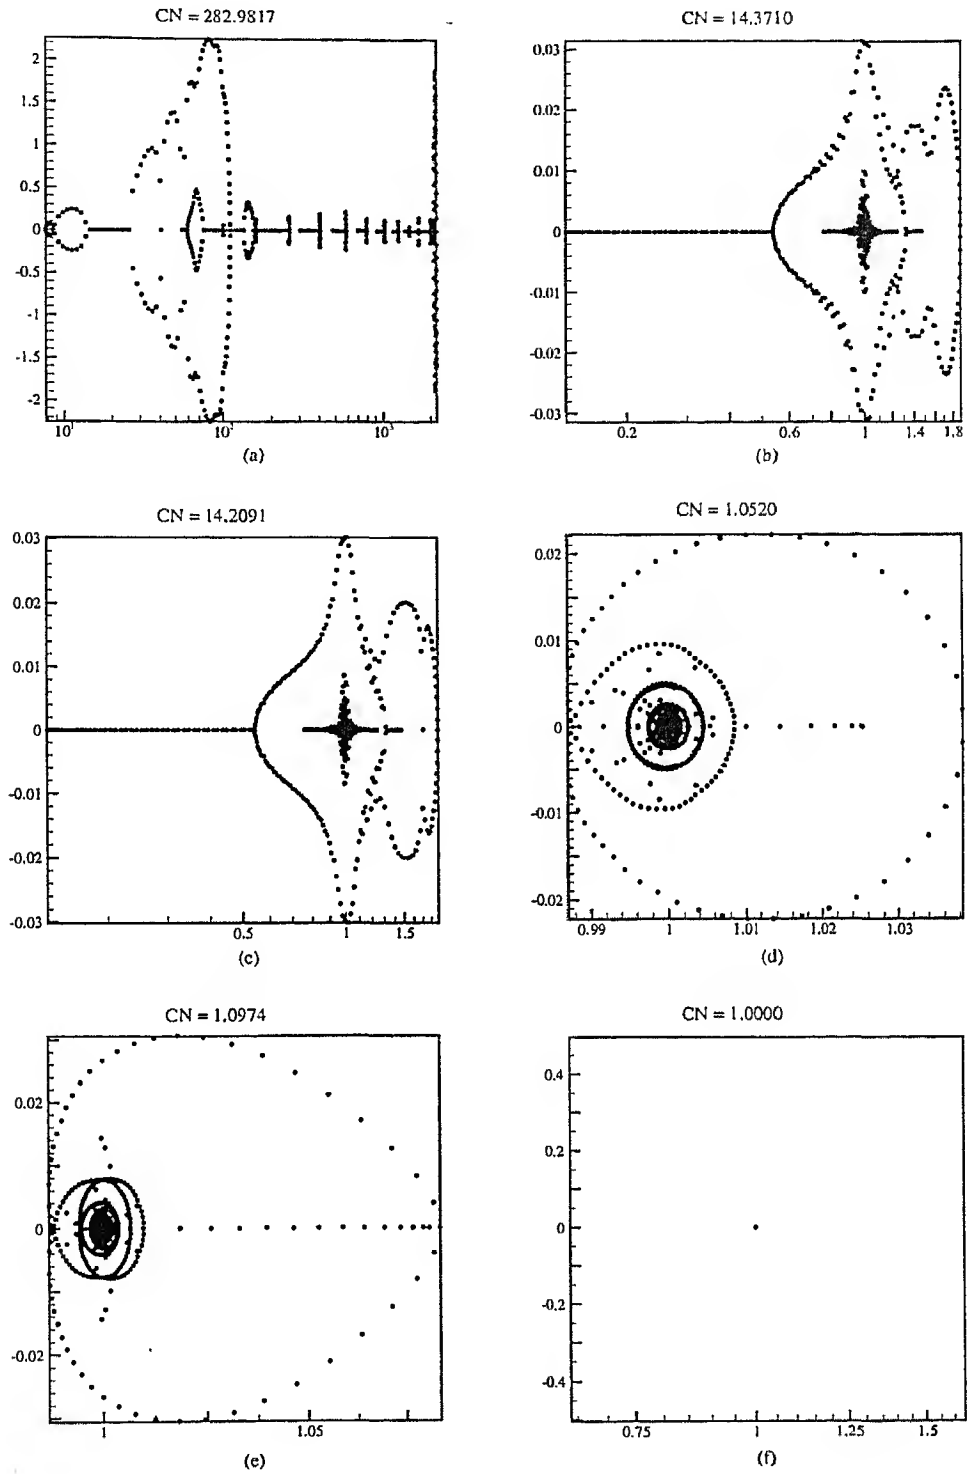 CN = 282.9817
2
1.5
1
0.5
0
-0.5
-1
-1.5
-2
10¹ 10² 10³
(a)
CN = 14.3710
0.03
0.02
0.01
0
-0.01
-0.02
-0.03
0.2 0.6 1 1.4 1.8
(b)
CN = 14.2091
0.03
0.02
0.01
0
-0.01
-0.02
-0.03
0.5 1 1.5
(c)
CN = 1.0520
0.02
0.01
0
-0.01
-0.02
0.99 1 1.01 1.02 1.03
(d)
CN = 1.0974
0.02
0
-0.02
1 1.05
(e)
CN = 1.0000
0.4
0.2
0
-0.2
-0.4
0.75 1 1.25 1.5
(f)